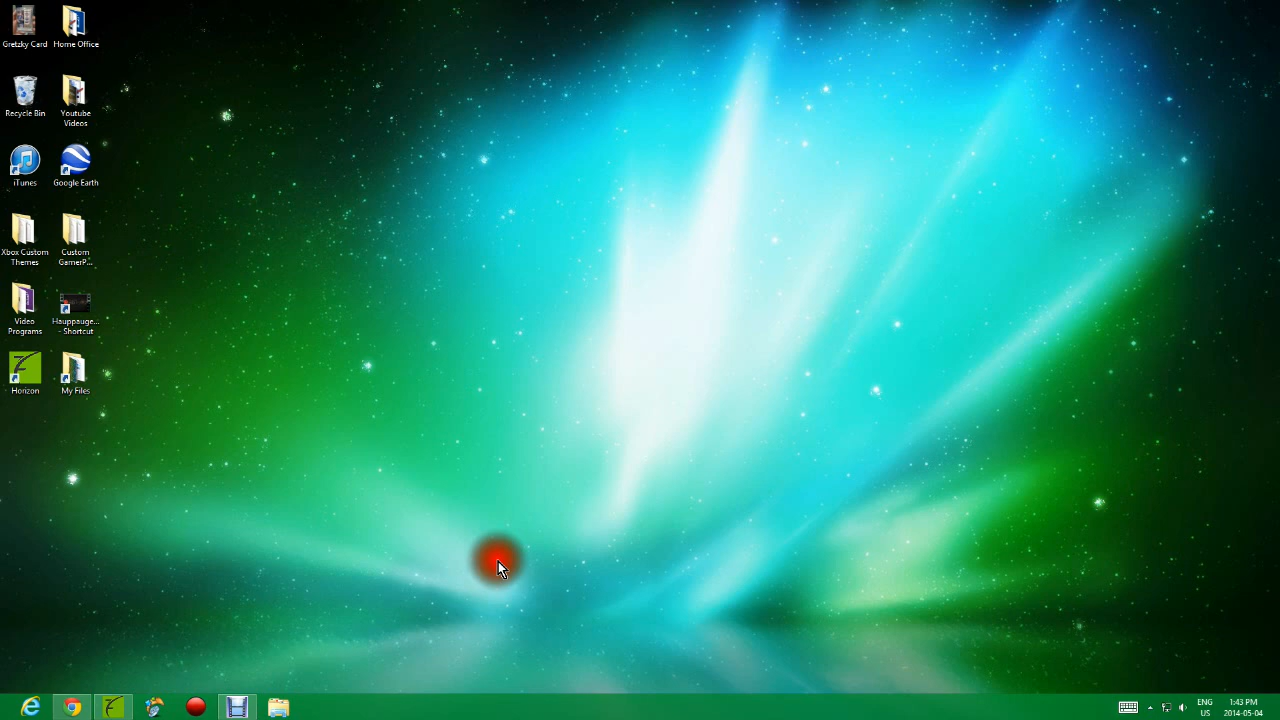 Gretzky Card
Home Office
Recycle Bin
Youtube
Videos
iTunes
Google Earth
Xbox Custom
Themes
Custom
GamerP...
Video
Programs
Hauppauge...
- Shortcut
Horizon
My Files
ENG
US
1:43 PM
2014-05-04